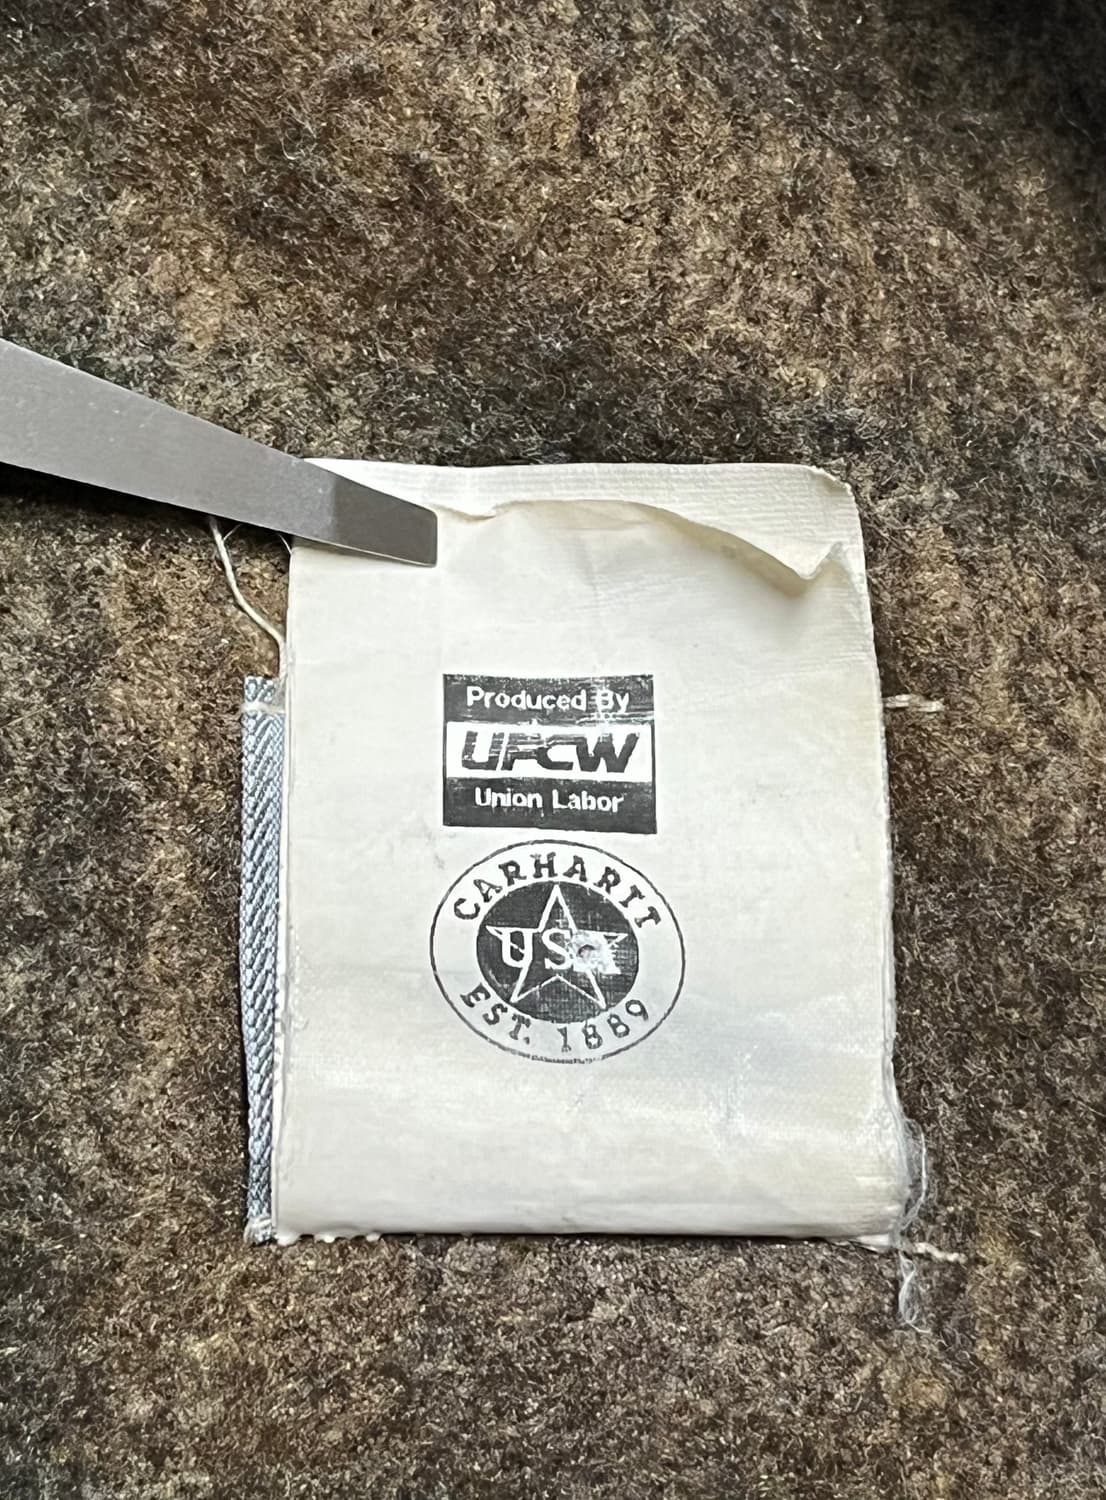 Produced By
UFCW
Union Labor
CARHARTT
USA
EST. 1889